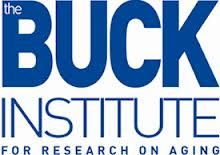 the
BUCK
INSTITUTE
FOR RESEARCH ON AGING